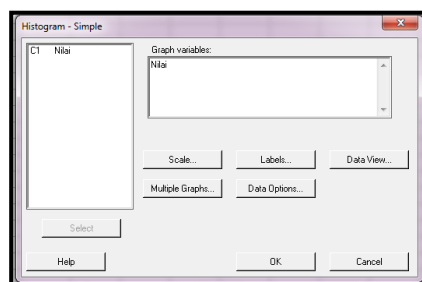 Histogram - Simple
C1 Nilai
Graph variables:
Nilai
Scale...
Labels...
Data View...
Multiple Graphs...
Data Options...
Select
Help
OK
Cancel